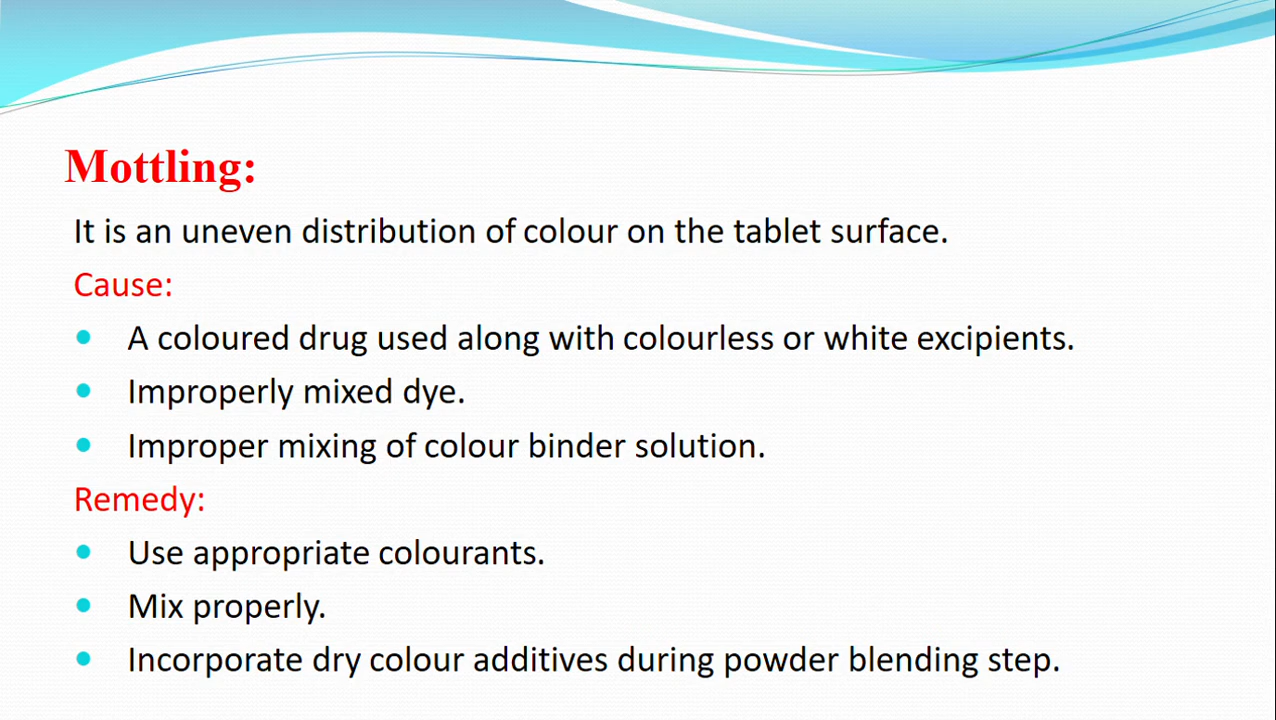 Mottling:
It is an uneven distribution of colour on the tablet surface.
Cause:
• A coloured drug used along with colourless or white excipients.
• Improperly mixed dye.
• Improper mixing of colour binder solution.
Remedy:
• Use appropriate colourants.
• Mix properly.
• Incorporate dry colour additives during powder blending step.